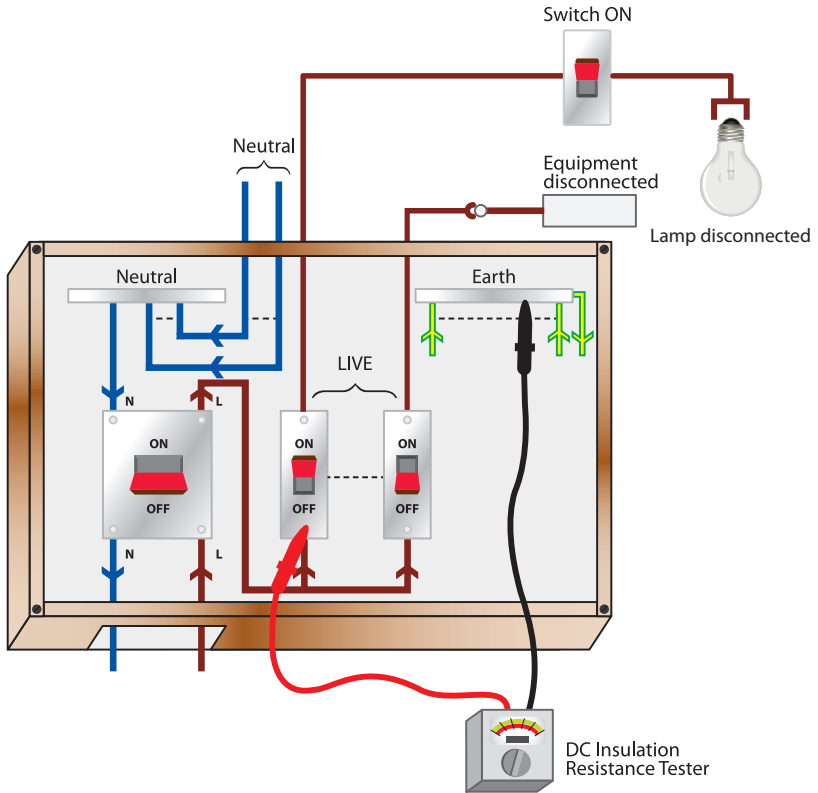 Switch ON
Neutral
Equipment
disconnected
Lamp disconnected
Neutral
Earth
LIVE
N
L
ON
ON
ON
OFF
OFF
OFF
N
L
DC Insulation
Resistance Tester